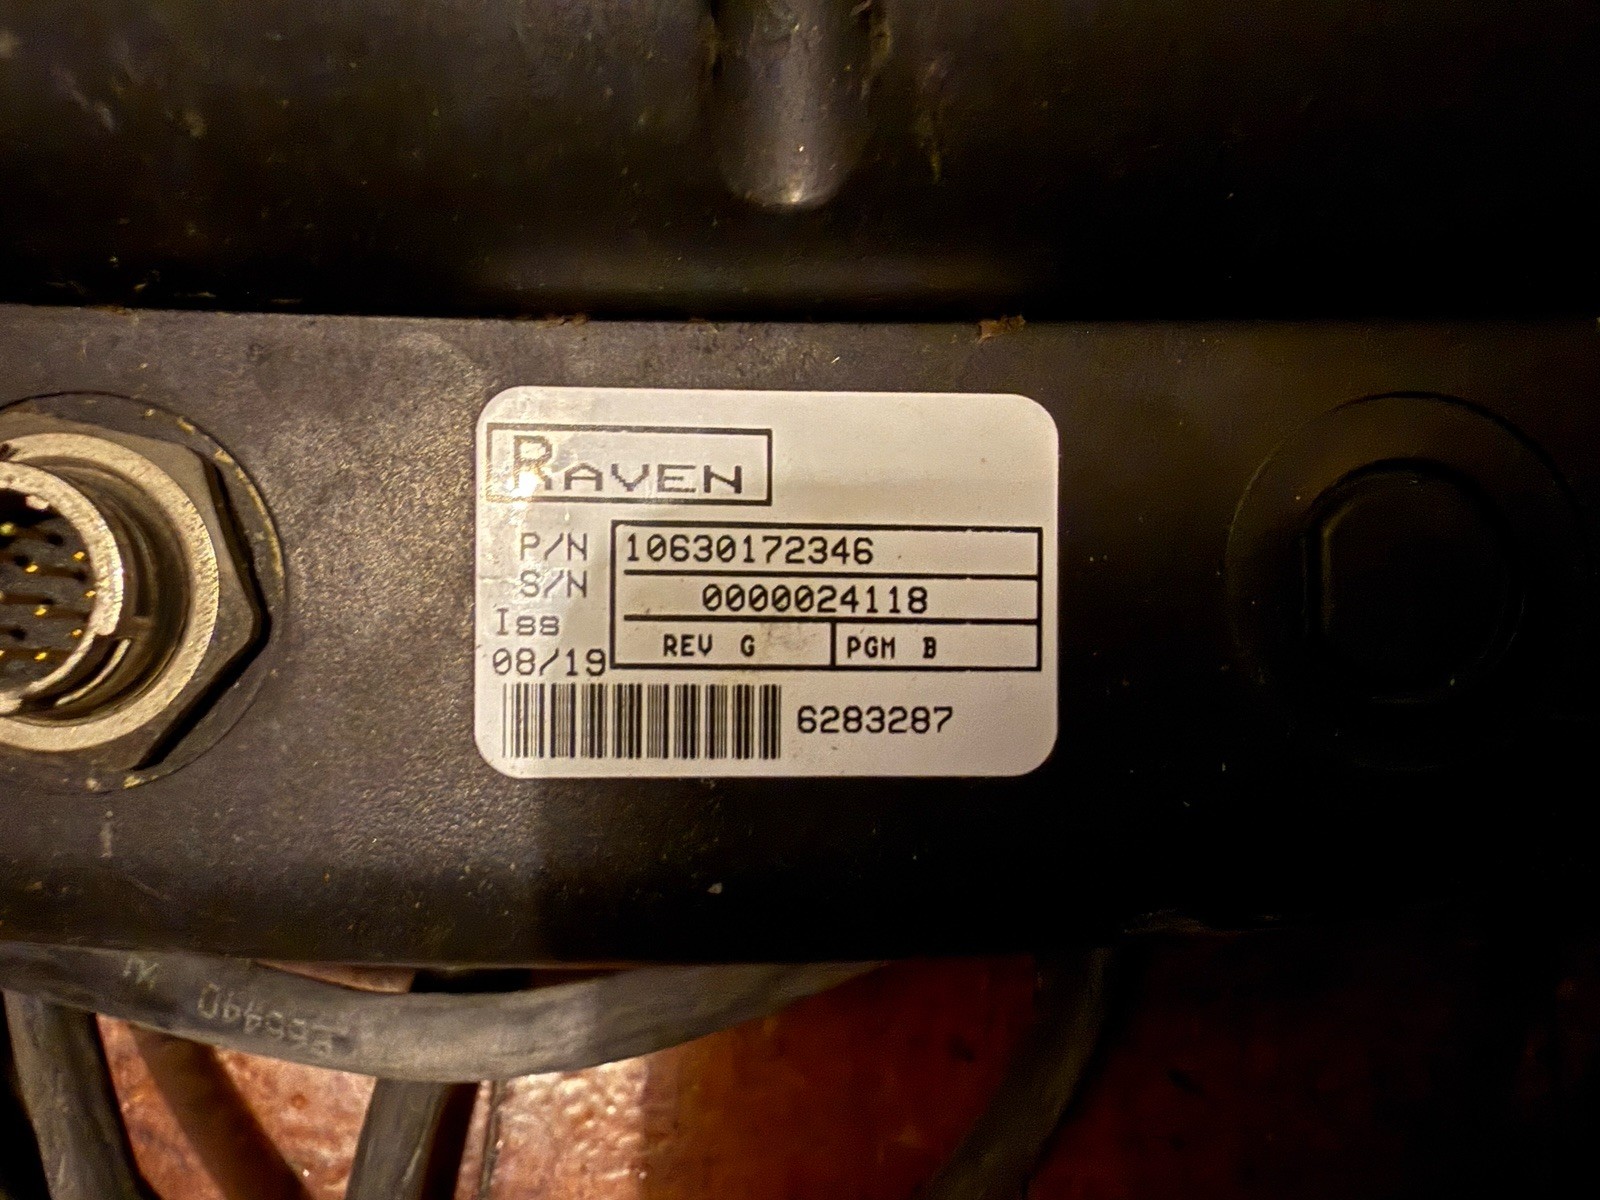 RAVEN
P/N 10630172346
S/N 0000024118
Iss
REV G PGM B
08/19
6283287